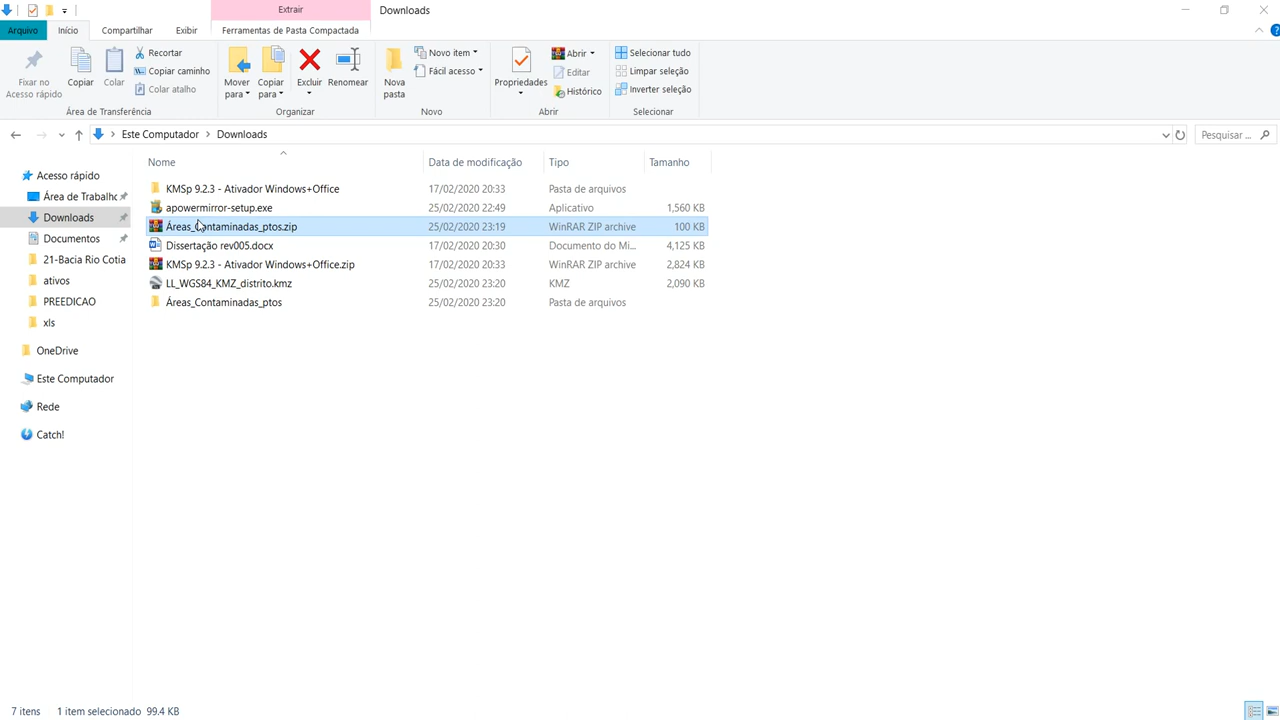 Extrair
Downloads
Arquivo
Início
Compartilhar
Exibir
Ferramentas de Pasta Compactada
Fixar no
Acesso rápido
Copiar
Colar
Recortar
Copiar caminho
Colar atalho
Área de Transferência
Mover
para
Copiar
para
Excluir
Renomear
Organizar
Nova
pasta
Novo item
Fácil acesso
Novo
Propriedades
Abrir
Editar
Histórico
Abrir
Selecionar tudo
Limpar seleção
Inverter seleção
Selecionar
Este Computador > Downloads
Pesquisar ...
Nome Data de modificação Tipo Tamanho
KMSp 9.2.3 - Ativador Windows+Office 17/02/2020 20:33 Pasta de arquivos
apowermirror-setup.exe 25/02/2020 22:49 Aplicativo 1,560 KB
Áreas_Contaminadas_ptos.zip 25/02/2020 23:19 WinRAR ZIP archive 100 KB
Dissertação rev005.docx 17/02/2020 20:30 Documento do Mi... 4,125 KB
KMSp 9.2.3 - Ativador Windows+Office.zip 17/02/2020 20:33 WinRAR ZIP archive 2,824 KB
LL_WGS84_KMZ_distrito.kmz 25/02/2020 23:20 KMZ 2,090 KB
Áreas_Contaminadas_ptos 25/02/2020 23:20 Pasta de arquivos
Acesso rápido
Área de Trabalho
Downloads
Documentos
21-Bacia Rio Cotia
ativos
PREEDICAO
xls
OneDrive
Este Computador
Rede
Catch!
7 itens 1 item selecionado 99.4 KB